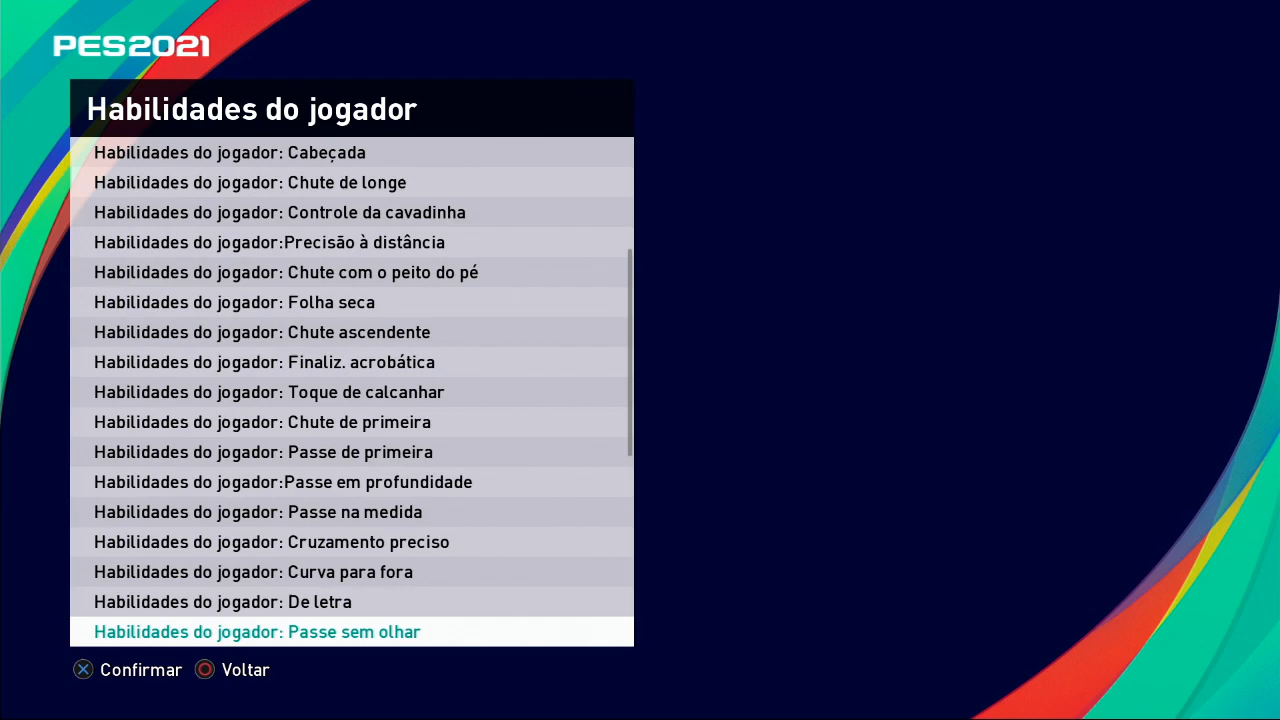 PES2021
Habilidades do jogador
Habilidades do jogador: Cabeçada
Habilidades do jogador: Chute de longe
Habilidades do jogador: Controle da cavadinha
Habilidades do jogador:Precisão à distância
Habilidades do jogador: Chute com o peito do pé
Habilidades do jogador: Folha seca
Habilidades do jogador: Chute ascendente
Habilidades do jogador: Finaliz. acrobática
Habilidades do jogador: Toque de calcanhar
Habilidades do jogador: Chute de primeira
Habilidades do jogador: Passe de primeira
Habilidades do jogador:Passe em profundidade
Habilidades do jogador: Passe na medida
Habilidades do jogador: Cruzamento preciso
Habilidades do jogador: Curva para fora
Habilidades do jogador: De letra
Habilidades do jogador: Passe sem olhar
Confirmar Voltar